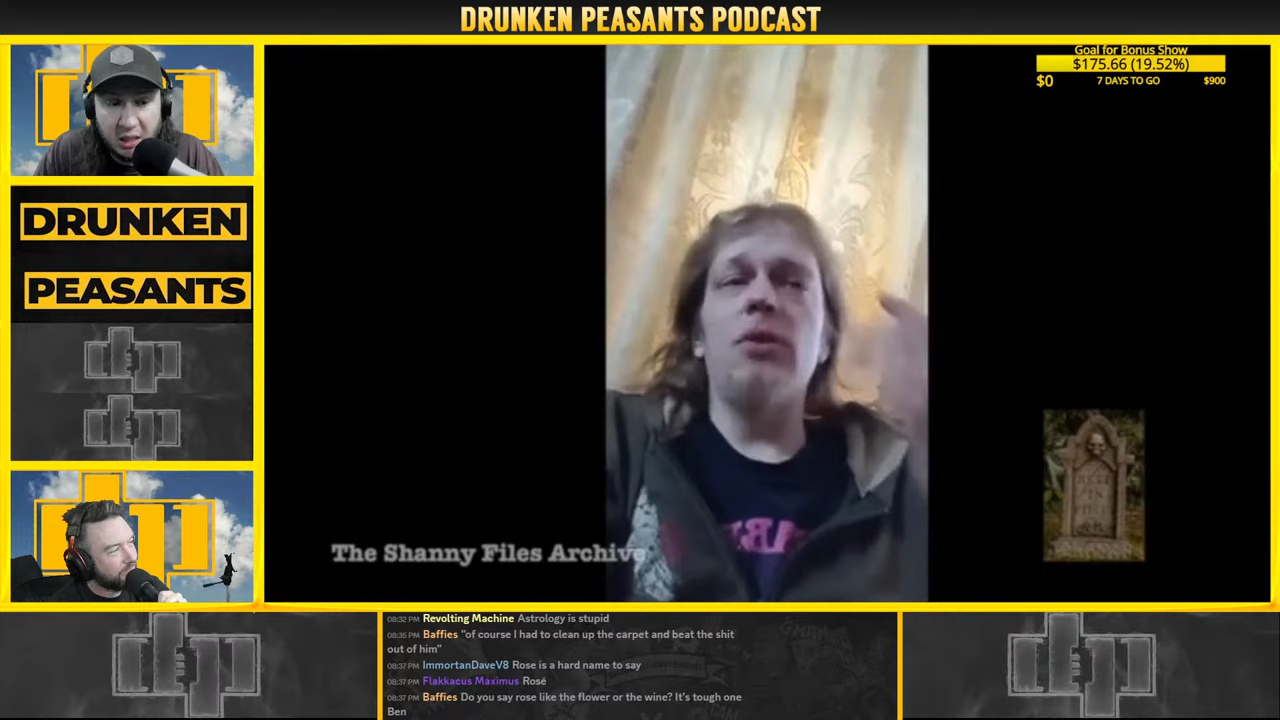 DRUNKEN PEASANTS PODCAST
Goal for Bonus Show
$175.66 (19.52%)
$0 7 DAYS TO GO $900
DRUNKEN
PEASANTS
The Shanny Files Archive
08:32 PM Revolting Machine Astrology is stupid
08:35 PM Baffies "of course I had to clean up the carpet and beat the shit
out of him"
08:37 PM ImmortanDaveV8 Rose is a hard name to say
08:37 PM Flakkacus Maximus Rosé
08:37 PM Baffies Do you say rose like the flower or the wine? It's tough one
Ben